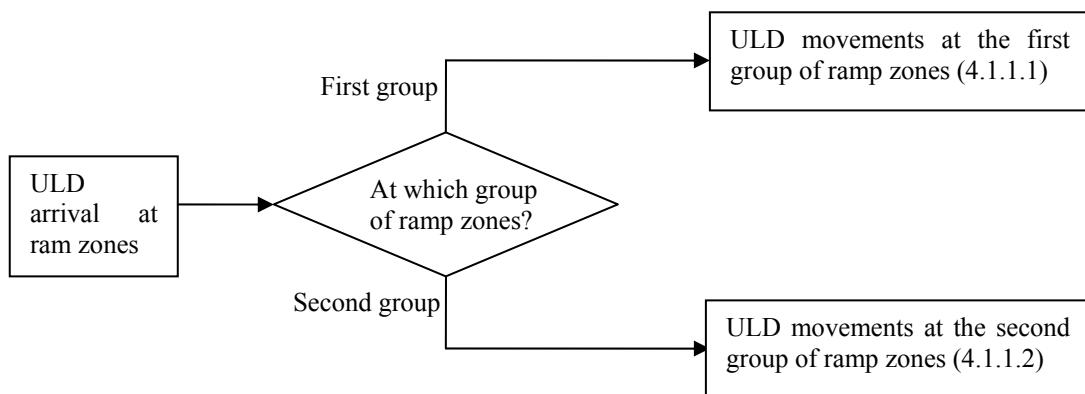 ULD movements at the first
group of ramp zones (4.1.1.1)
First group
ULD
arrival at
ram zones
At which group
of ramp zones?
Second group
ULD movements at the second
group of ramp zones (4.1.1.2)